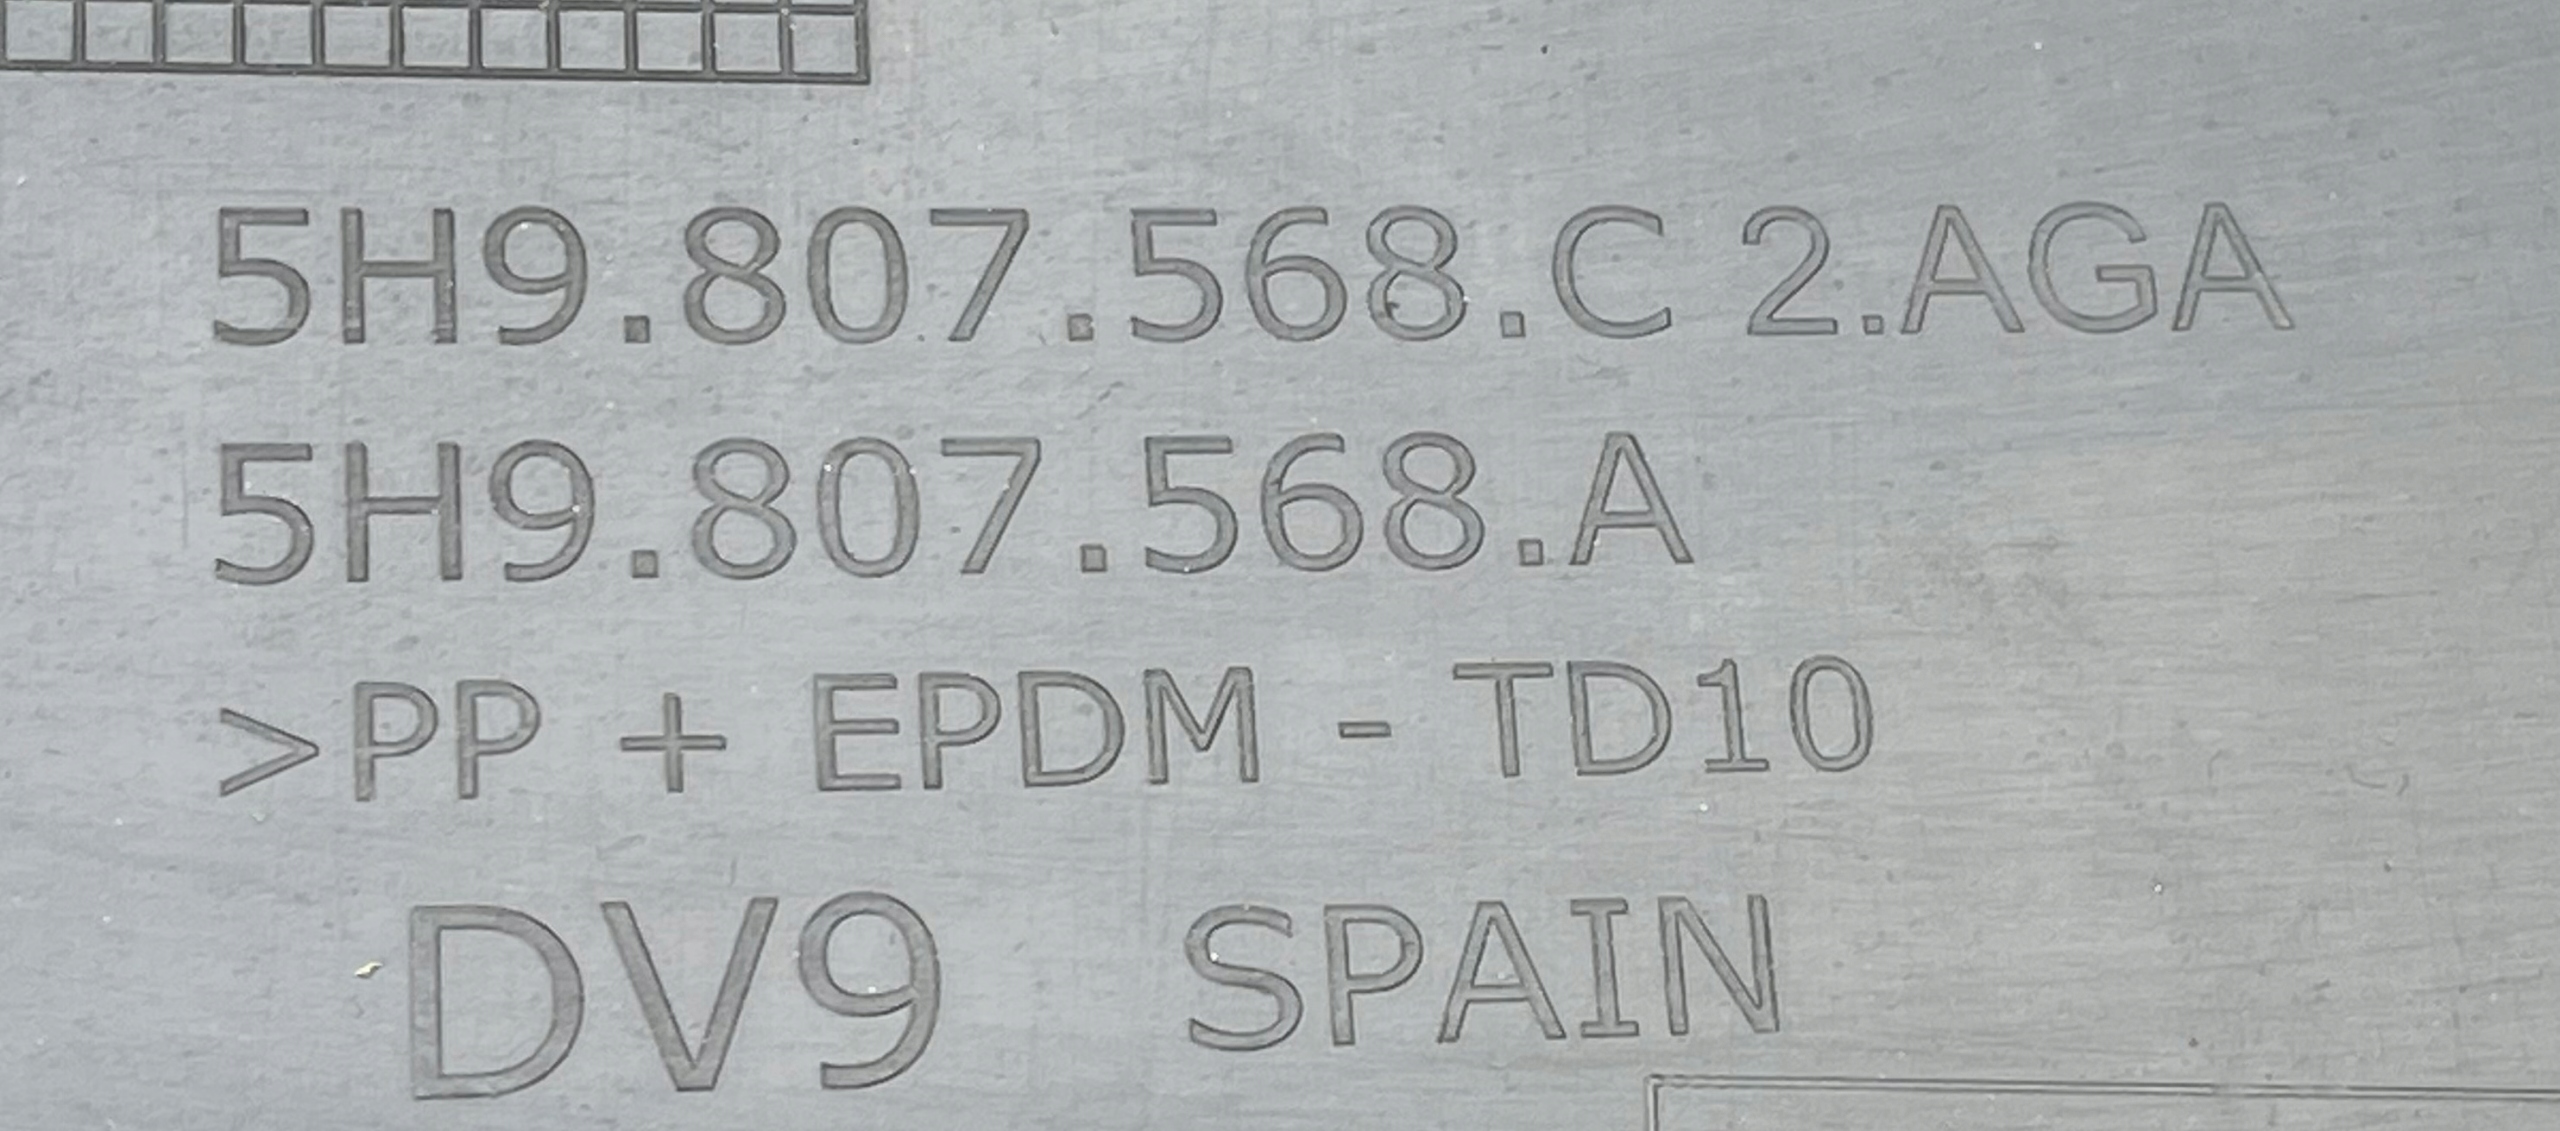 5H9.807.568.C 2.AGA
5H9.807.568.A
>PP + EPDM - TD10
DV9 SPAIN